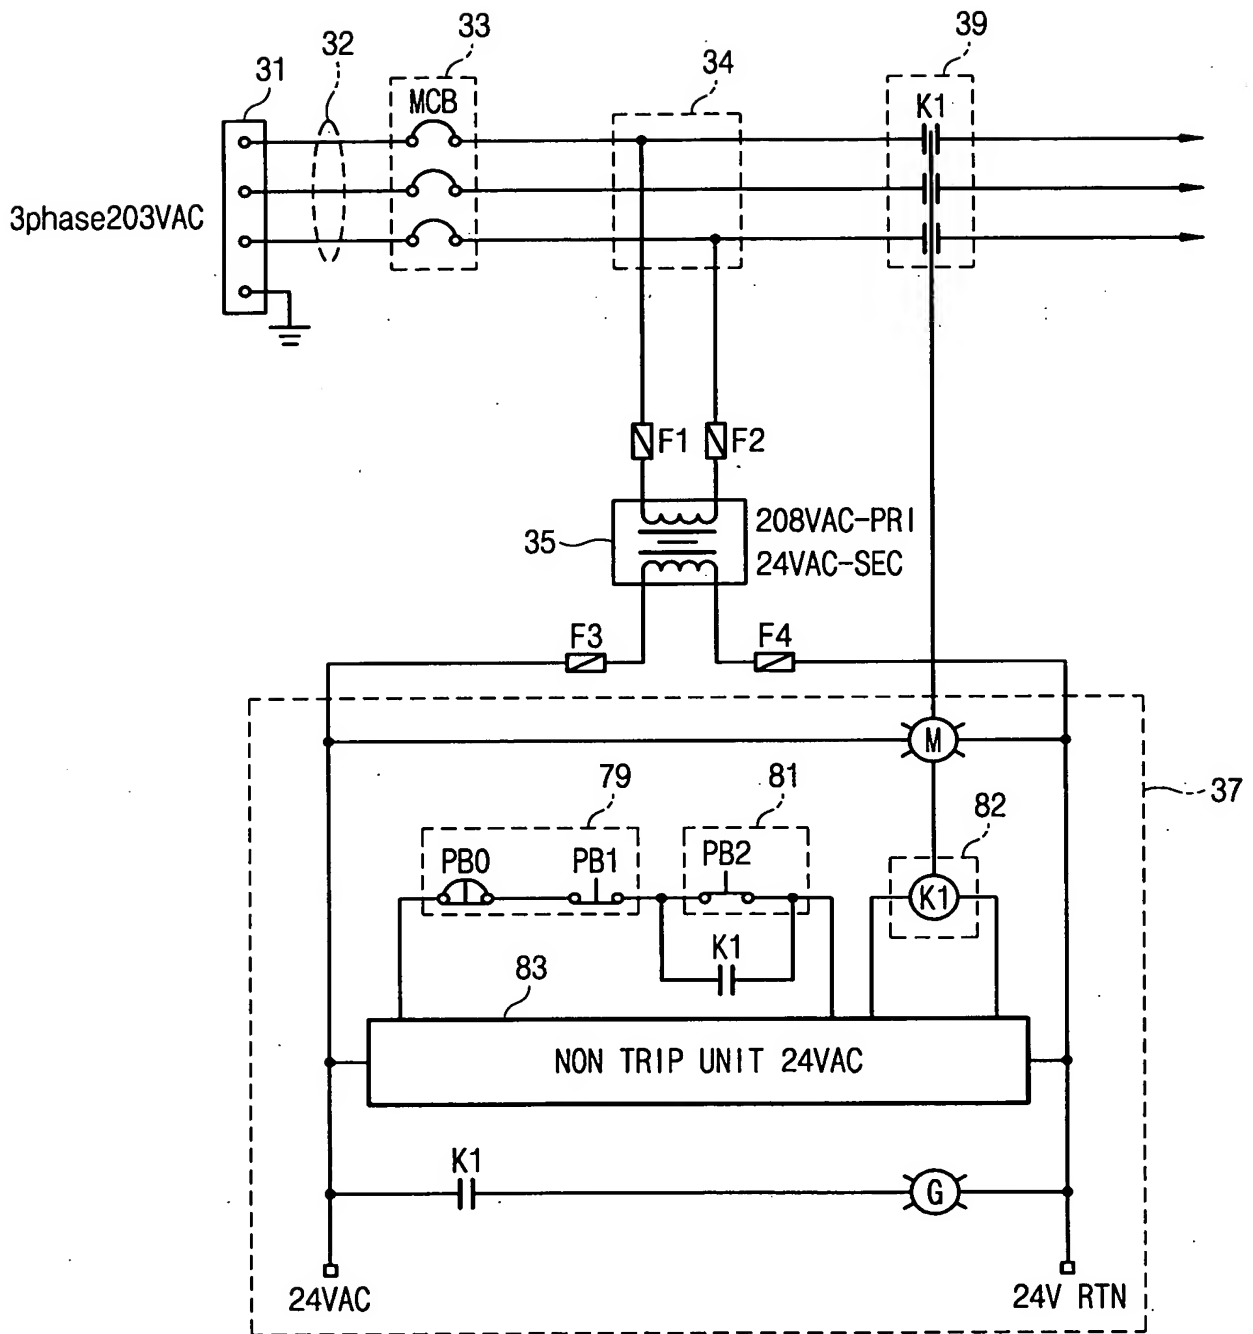 33
39
32
34
31
MCB
K1
3phase203VAC
F1
F2
208VAC-PRI
35
24VAC-SEC
F3
F4
M
79
81
37
82
PB0
PB1
PB2
K1
K1
83
NON TRIP UNIT 24VAC
K1
G
24VAC
24V RTN